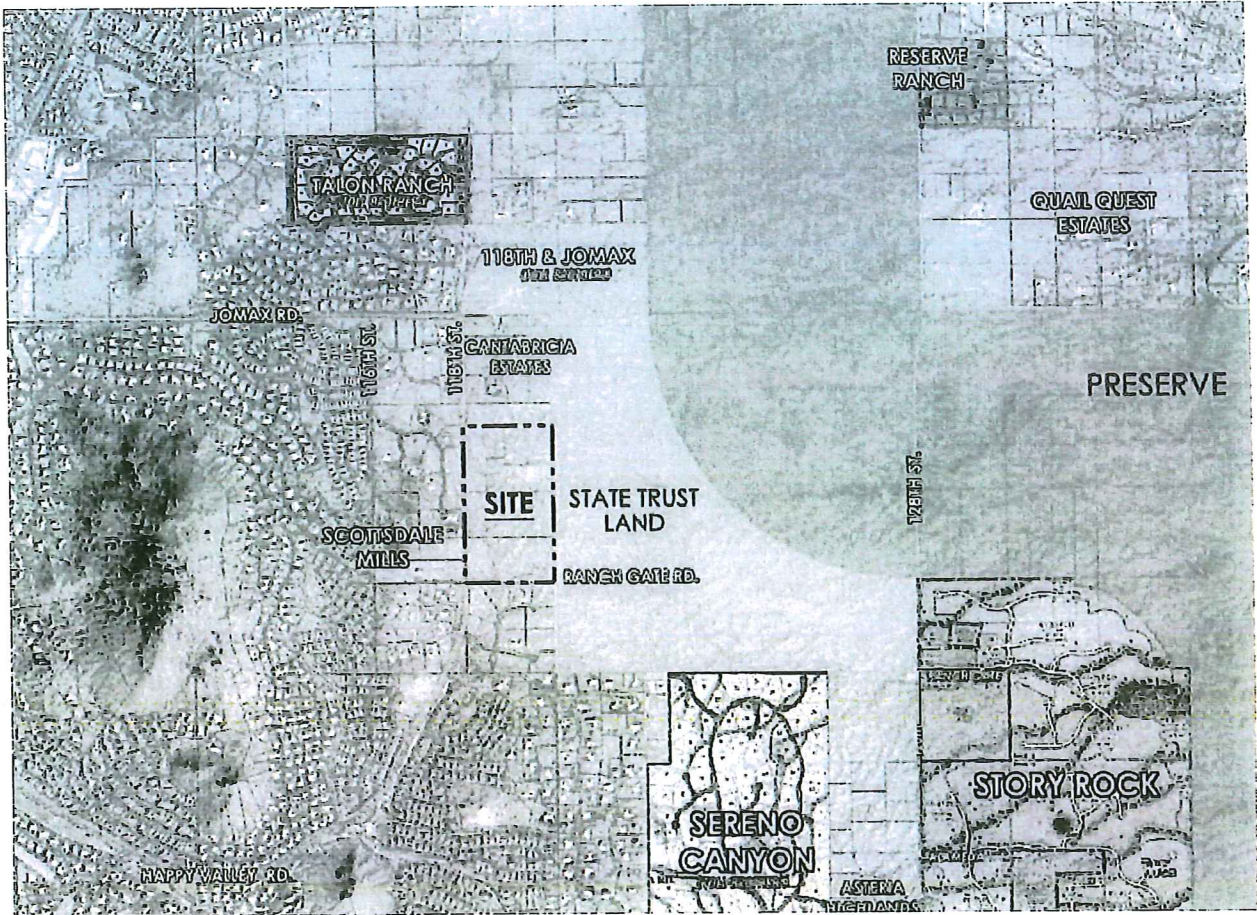 RESERVE
RANCH
TALON RANCH
QUAIL QUEST
ESTATES
118TH & JOMAX
JOMAX RD.
116TH ST.
118TH ST.
CANTABRICIA
ESTATES
PRESERVE
128TH ST.
SITE
STATE TRUST
LAND
SCOTTSDALE
MILLS
RANCH GATE RD.
STORY ROCK
SERENO
CANYON
HAPPY VALLEY RD.
ASTERIA
HIGHLANDS